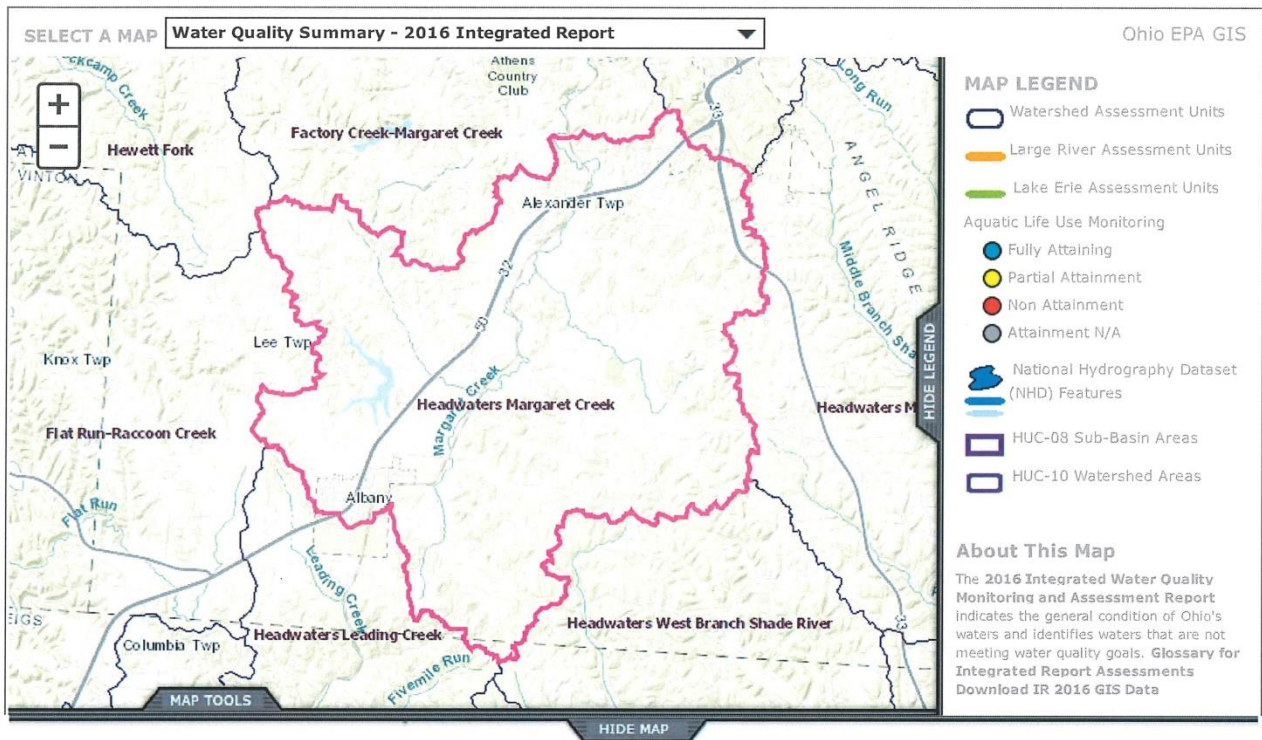 SELECT A MAP
Water Quality Summary - 2016 Integrated Report
Ohio EPA GIS
+
−
Athens
Country
Club
Factory Creek-Margaret Creek
Hewett Fork
VINTON
33
Long Run
ANGEL RIDGE
Alexander Twp
32
50
Lee Twp
Knox Twp
Margaret Creek
Headwaters Margaret Creek
Flat Run-Raccoon Creek
Albany
Flat Run
Leading Creek
Headwaters Leading Creek
Headwaters West Branch Shade River
33
EIGS
Columbia Twp
Fivemile Run
Middle Branch Sha
Headwaters M
MAP TOOLS
HIDE MAP
HIDE LEGEND
MAP LEGEND
Watershed Assessment Units
Large River Assessment Units
Lake Erie Assessment Units
Aquatic Life Use Monitoring
Fully Attaining
Partial Attainment
Non Attainment
Attainment N/A
National Hydrography Dataset
(NHD) Features
HUC-08 Sub-Basin Areas
HUC-10 Watershed Areas
About This Map
The 2016 Integrated Water Quality
Monitoring and Assessment Report
indicates the general condition of Ohio's
waters and identifies waters that are not
meeting water quality goals. Glossary for
Integrated Report Assessments
Download IR 2016 GIS Data